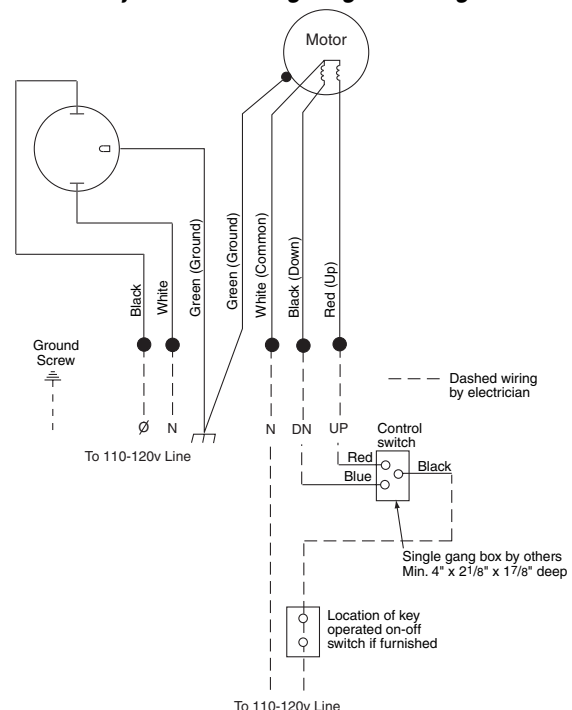 Motor
Black
White
Green (Ground)
Green (Ground)
White (Common)
Black (Down)
Red (Up)
Ground
Screw
Dashed wiring
by electrician
Ø N
N DN UP
To 110-120v Line
Control
switch
Red
Blue
Black
Single gang box by others
Min. 4" x 21/8" x 17/8" deep
Location of key
operated on-off
switch if furnished
To 110-120v Line